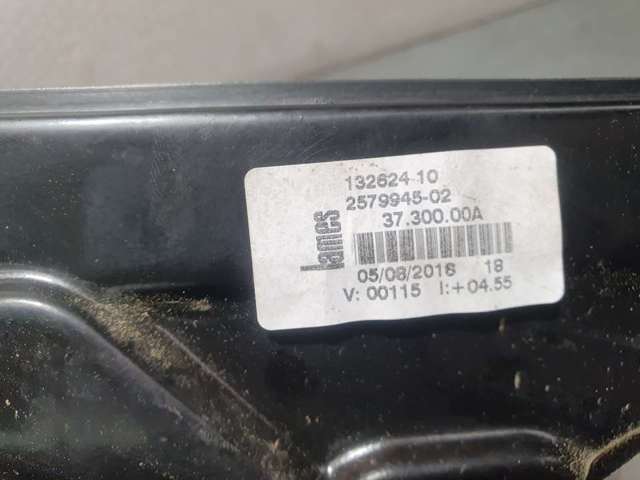 lames
132624 10
2579945-02
37.300.00A
05/08/2016 18
V: 00115 I:+04.55